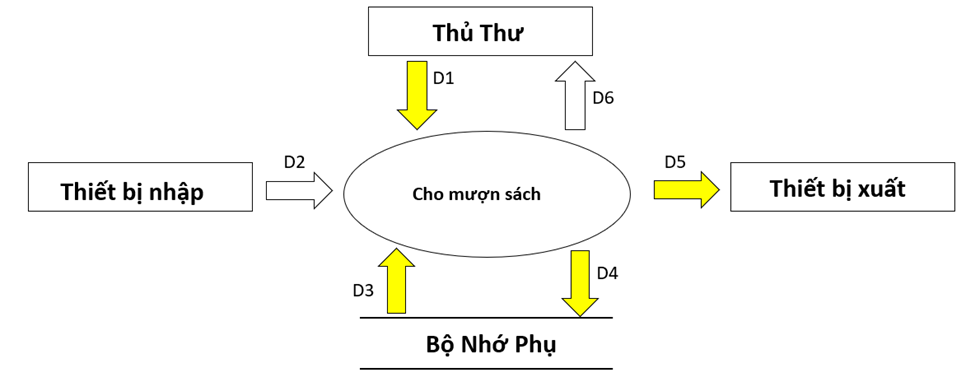 Thủ Thư
D1
D6
D2
D5
Thiết bị nhập
Cho mượn sách
Thiết bị xuất
D3
D4
Bộ Nhớ Phụ